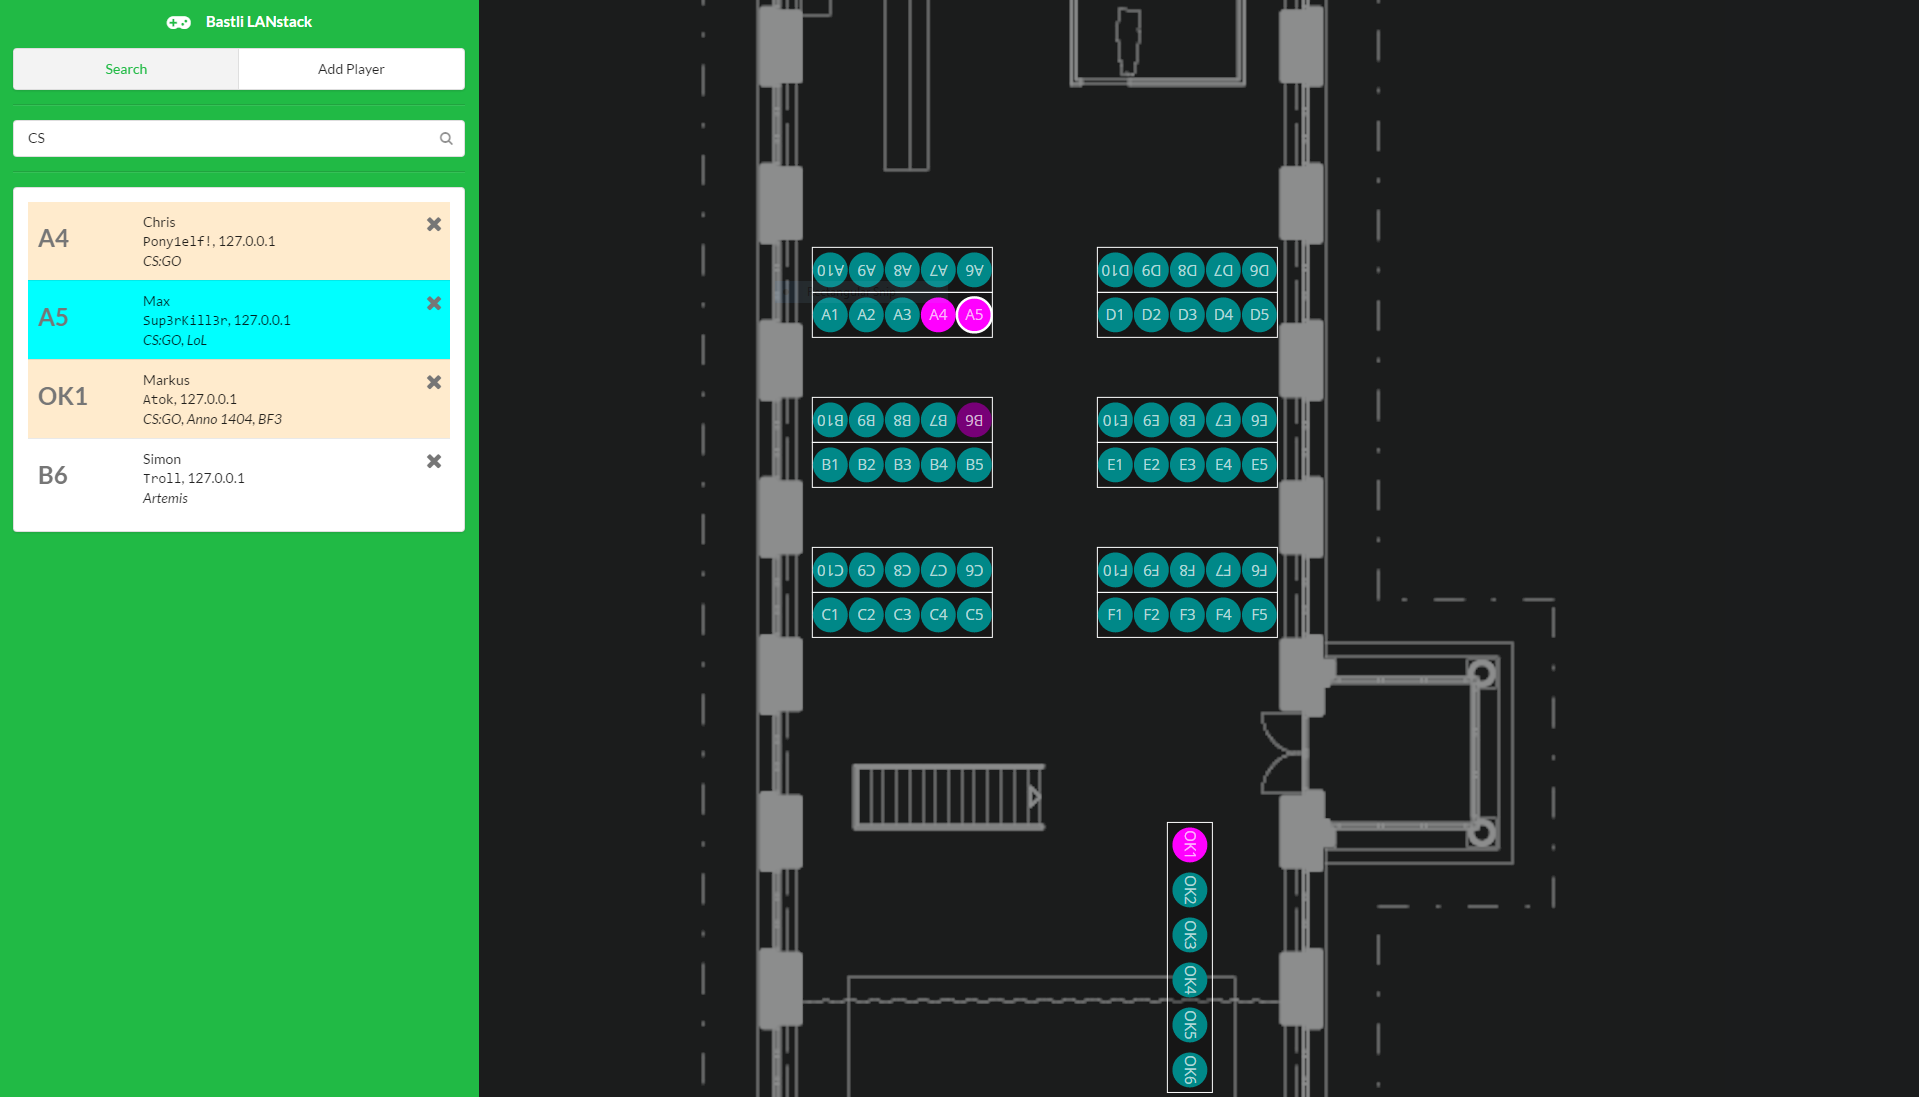 Bastli LANstack
Search Add Player
CS
A4
Chris
Pony1elf!, 127.0.0.1
CS:GO
A5
Max
Sup3rKill3r, 127.0.0.1
CS:GO, LoL
OK1
Markus
Atok, 127.0.0.1
CS:GO, Anno 1404, BF3
B6
Simon
Troll, 127.0.0.1
Artemis
A10 A9 A8 A7 A6
A1 A2 A3 A4 A5
D10 D9 D8 D7 D6
D1 D2 D3 D4 D5
B10 B9 B8 B7 B6
B1 B2 B3 B4 B5
E10 E9 E8 E7 E6
E1 E2 E3 E4 E5
C10 C9 C8 C7 C6
C1 C2 C3 C4 C5
F10 F9 F8 F7 F6
F1 F2 F3 F4 F5
OK1
OK2
OK3
OK4
OK5
OK6